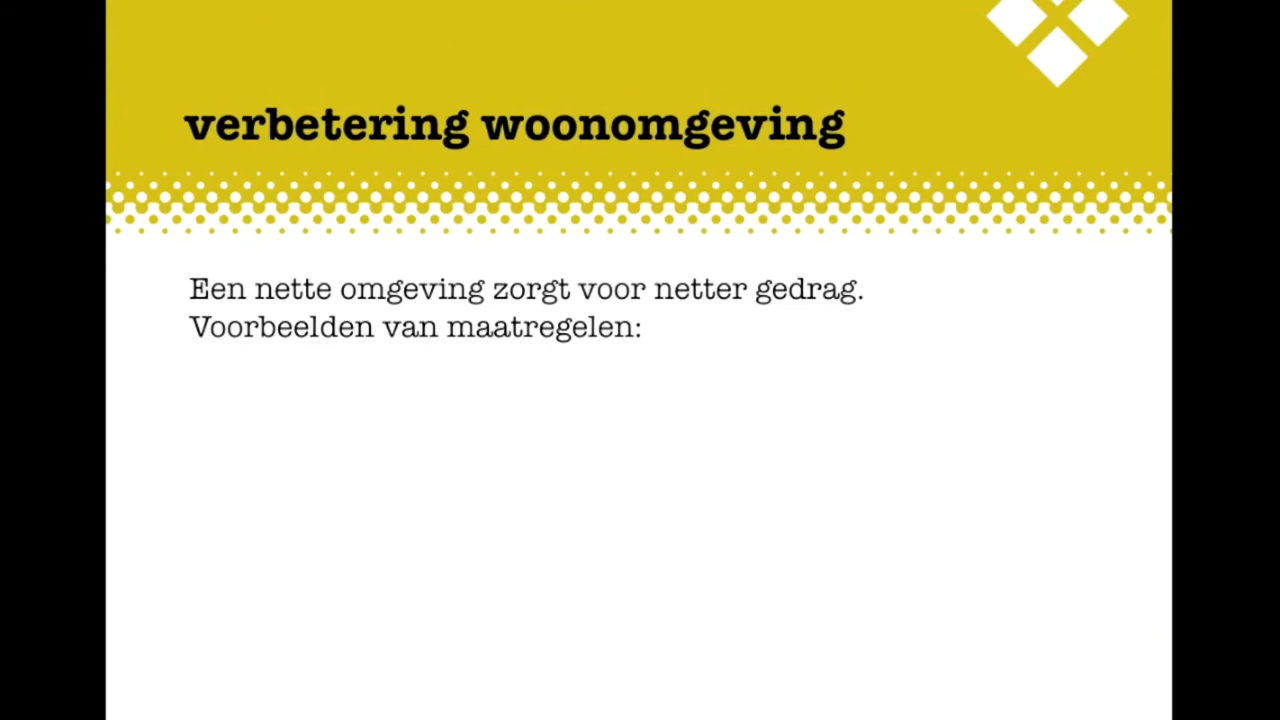 verbetering woonomgeving
Een nette omgeving zorgt voor netter gedrag.
Voorbeelden van maatregelen: